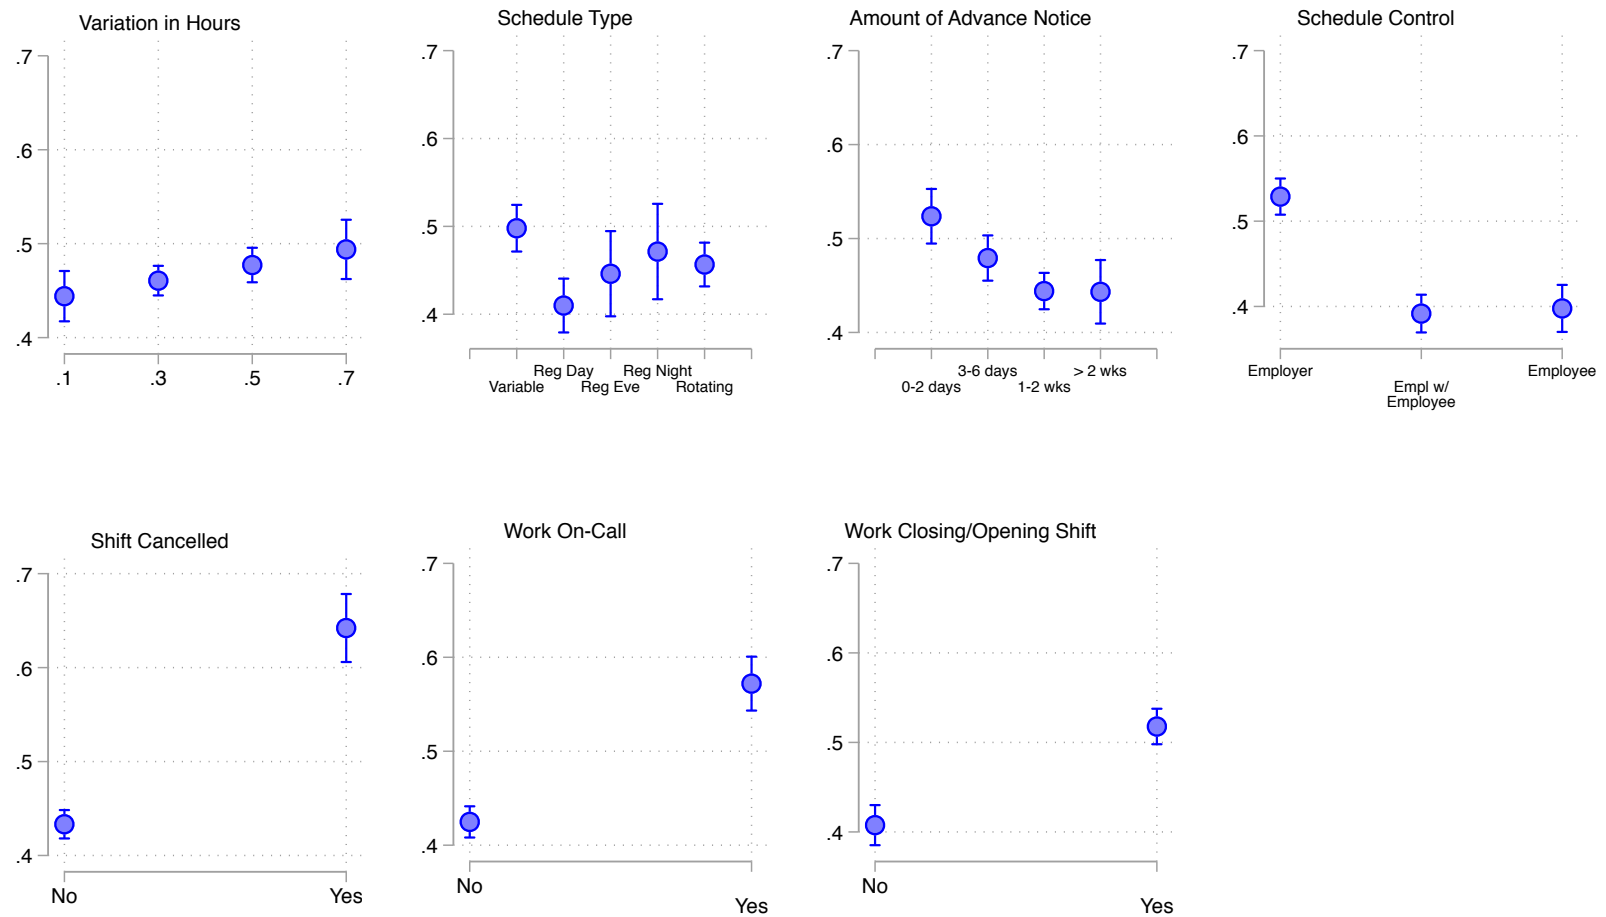 Variation in Hours
.7
.6
.5
.4
.1 .3 .5 .7
Schedule Type
.7
.6
.5
.4
Reg Day Reg Night
Variable Reg Eve Rotating
Amount of Advance Notice
.7
.6
.5
.4
3-6 days > 2 wks
0-2 days 1-2 wks
Schedule Control
.7
.6
.5
.4
Employer Employee
Empl w/
Employee
Shift Cancelled
.7
.6
.5
.4
No Yes
Work On-Call
.7
.6
.5
.4
No
Yes
Work Closing/Opening Shift
.7
.6
.5
.4
No
Yes